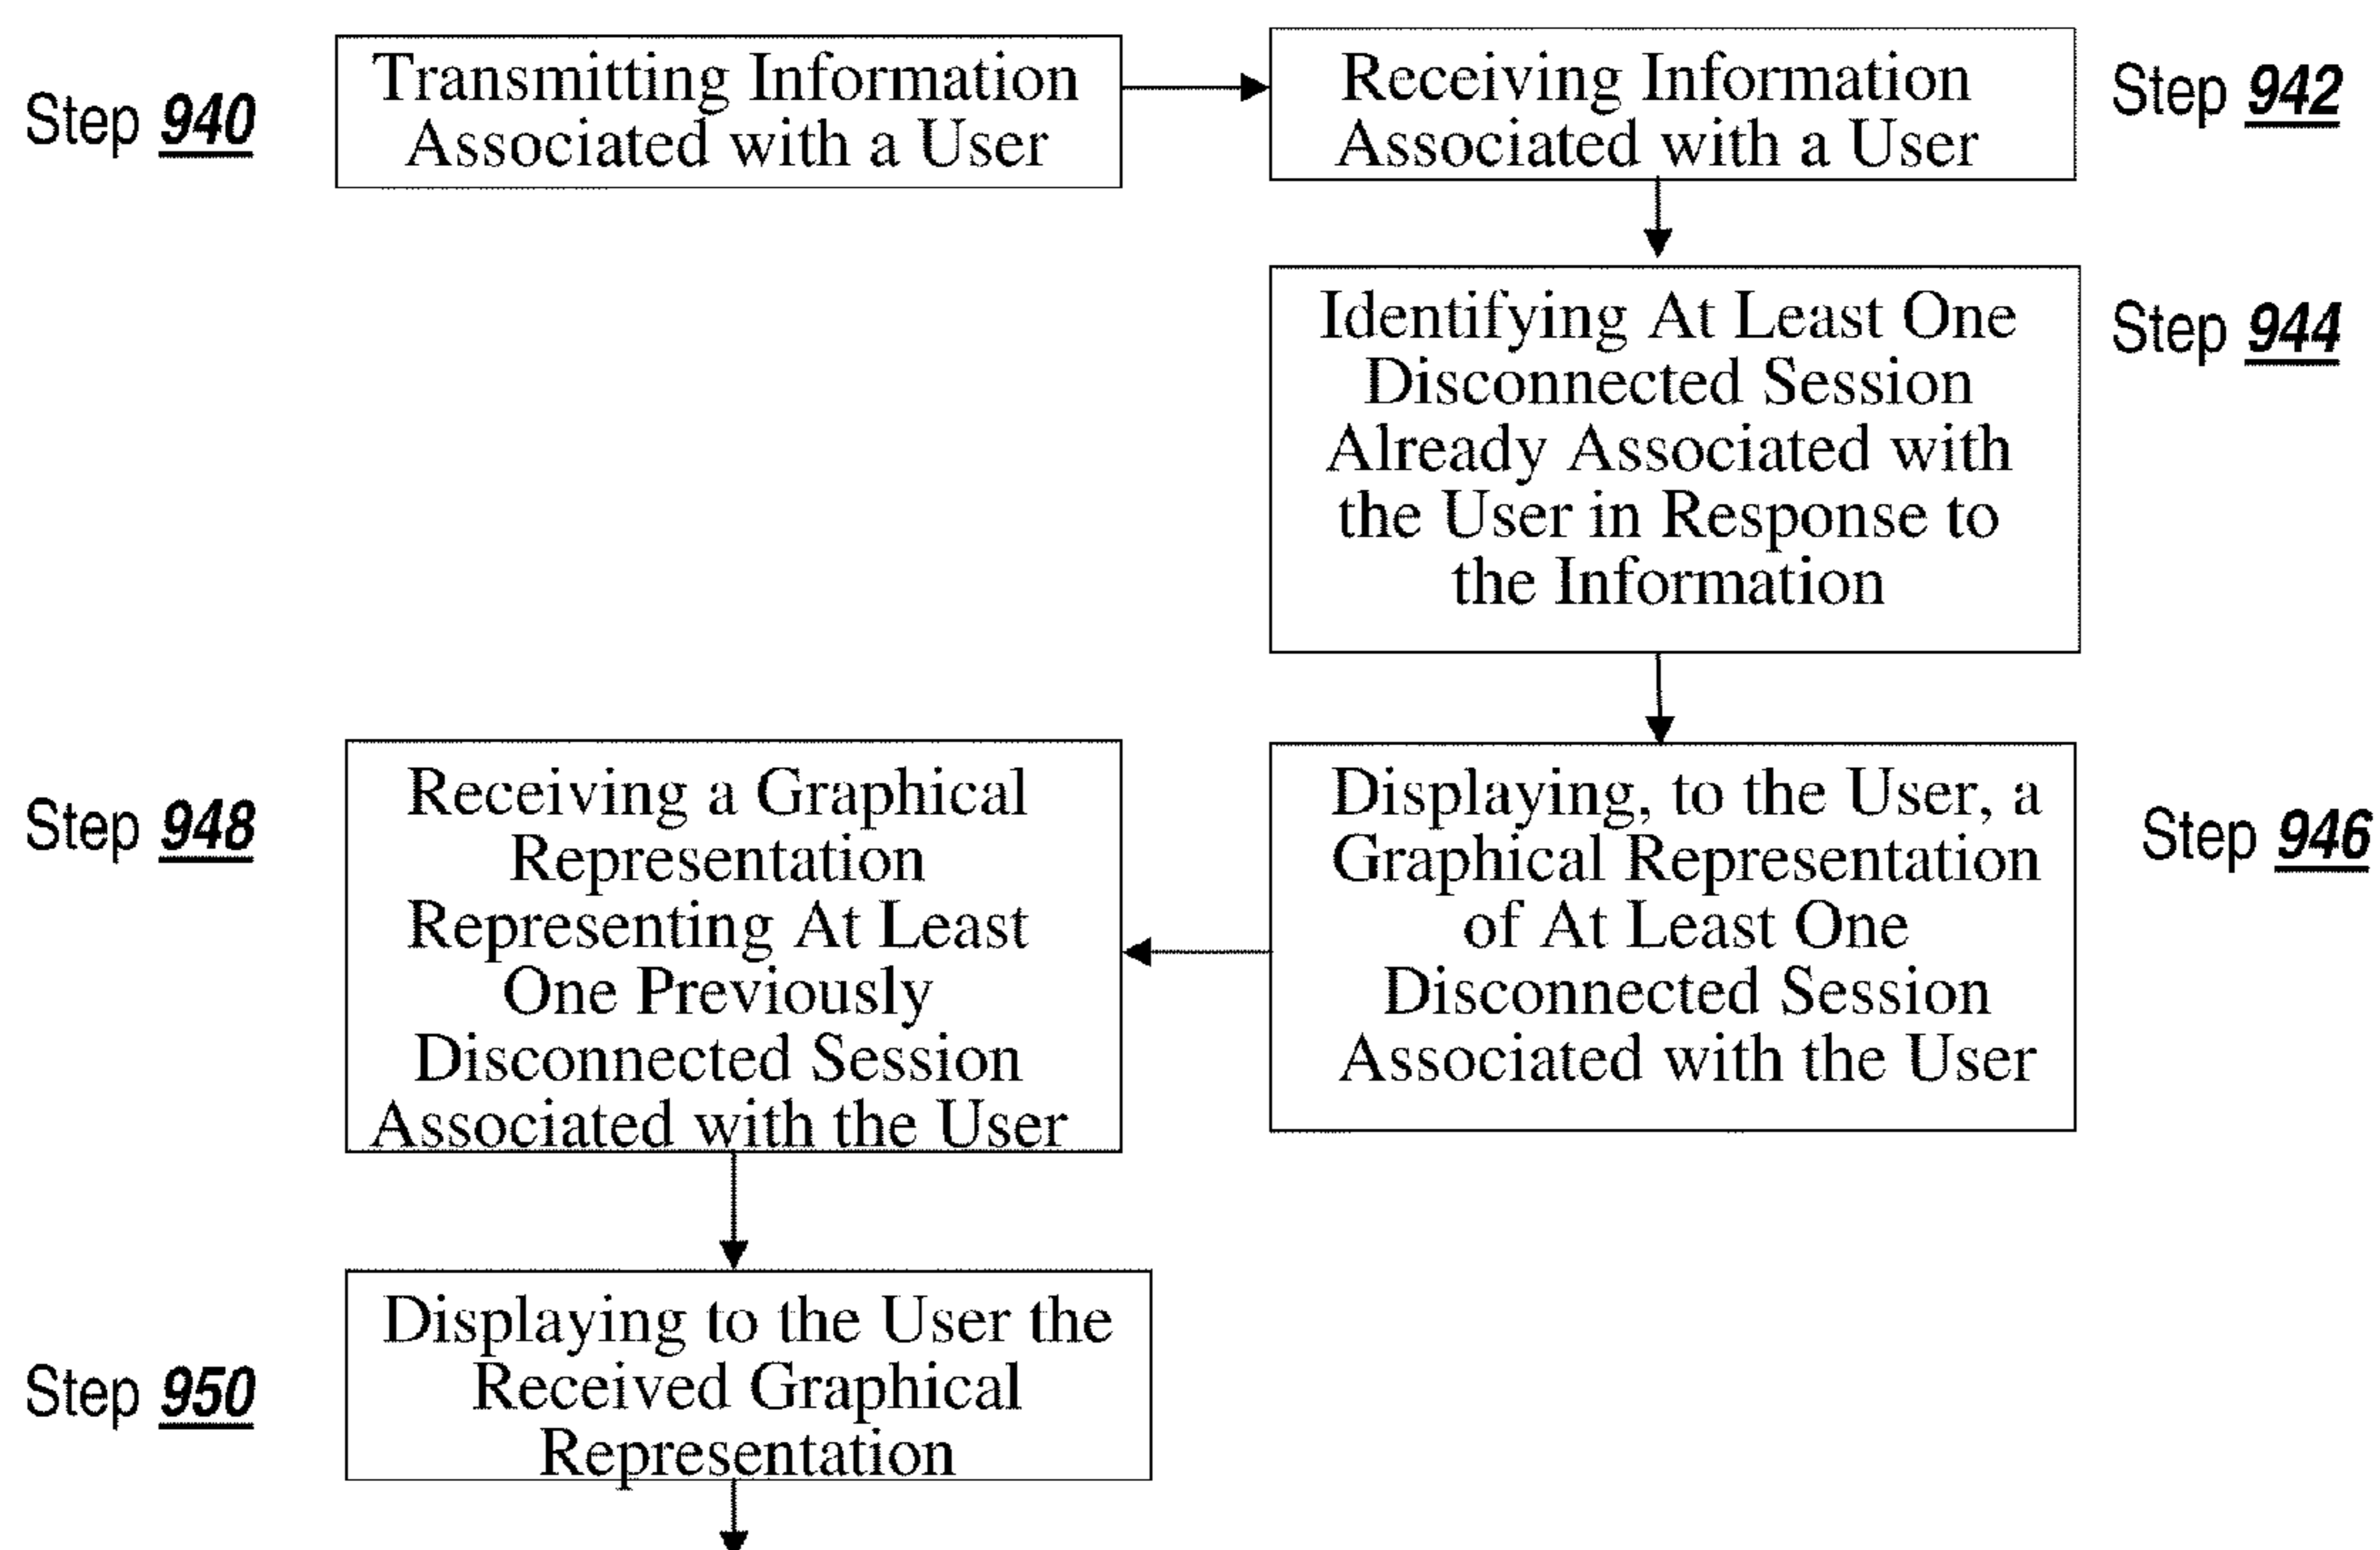 Step 940
Transmitting Information
Associated with a User
Receiving Information
Associated with a User
Step 942
Identifying At Least One
Disconnected Session
Already Associated with
the User in Response to
the Information
Step 944
Displaying, to the User, a
Graphical Representation
of At Least One
Disconnected Session
Associated with the User
Step 946
Step 948
Receiving a Graphical
Representation
Representing At Least
One Previously
Disconnected Session
Associated with the User
Step 950
Displaying to the User the
Received Graphical
Representation